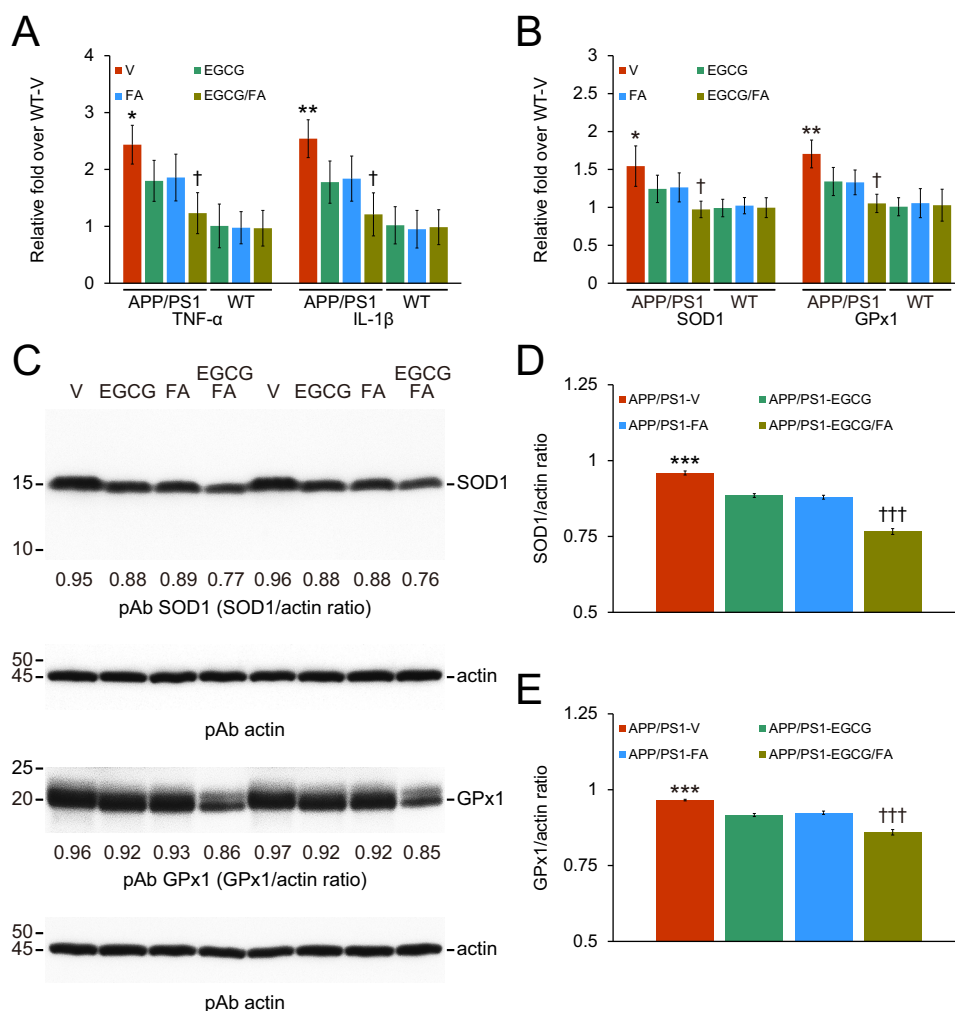 A
Relative fold over WT-V
4
3
2
1
0
V
EGCG
FA
EGCG/FA
*
†
**
†
APP/PS1 WT APP/PS1 WT
TNF-α IL-1β
B
Relative fold over WT-V
3
2.5
2
1.5
1
0.5
0
V
EGCG
FA
EGCG/FA
*
†
**
†
APP/PS1 WT APP/PS1 WT
SOD1 GPx1
C
V EGCG FA EGCG FA V EGCG FA EGCG FA
15
SOD1
10
0.95 0.88 0.89 0.77 0.96 0.88 0.88 0.76
pAb SOD1 (SOD1/actin ratio)
50
45
actin
pAb actin
25
20
GPx1
0.96 0.92 0.93 0.86 0.97 0.92 0.92 0.85
pAb GPx1 (GPx1/actin ratio)
50
45
actin
pAb actin
D
SOD1/actin ratio
1.25
1
0.75
0.5
APP/PS1-V
APP/PS1-EGCG
APP/PS1-FA
APP/PS1-EGCG/FA
***
†††
E
GPx1/actin ratio
1.25
1
0.75
0.5
APP/PS1-V
APP/PS1-EGCG
APP/PS1-FA
APP/PS1-EGCG/FA
***
†††